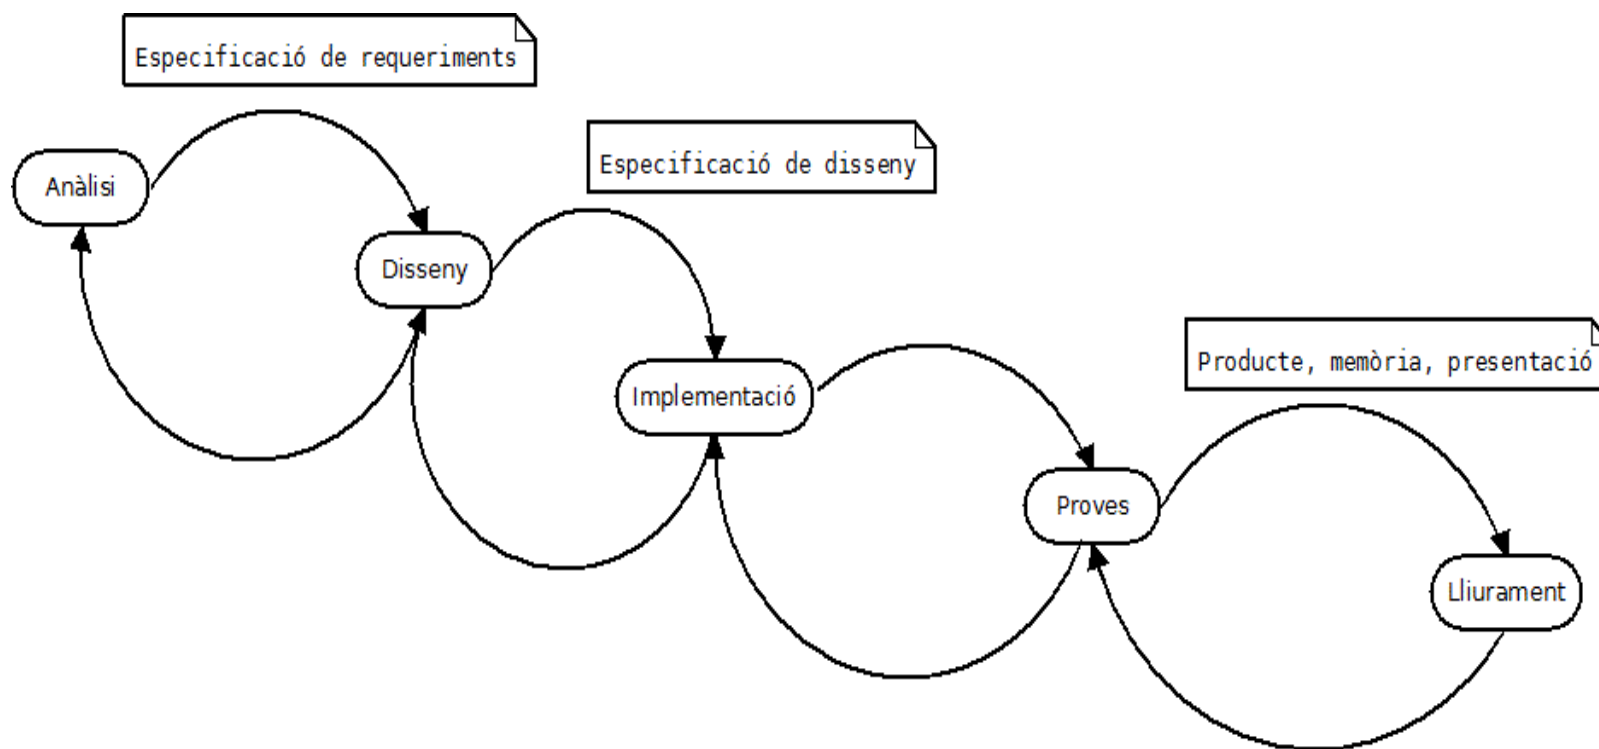 Especificació de requeriments
Especificació de disseny
Anàlisi
Disseny
Producte, memòria, presentació
Implementació
Proves
Lliurament